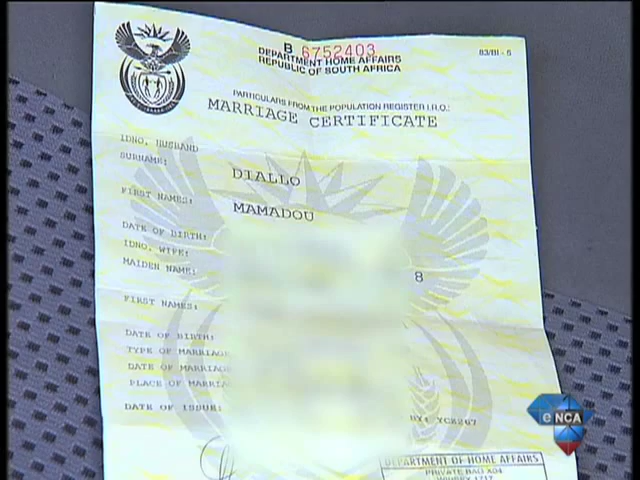 B 6752403
83/BI - 5
DEPARTMENT HOME AFFAIRS
REPUBLIC OF SOUTH AFRICA
PARTICULARS FROM THE POPULATION REGISTER I.R.O.:
MARRIAGE CERTIFICATE
IDNO, HUSBAND
SURNAME: DIALLO
FIRST NAMES: MAMADOU
DATE OF BIRTH:
IDNO, WIFE: 8
MAIDEN NAME:
FIRST NAMES:
DATE OF BIRTH:
TYPE OF MARRIAGE
DATE OF MARRIAGE
PLACE OF MARRIA
DATE OF ISSUE: BY: YCR267
DEPARTMENT OF HOME AFFAIRS
PRIVATE BAG X04
1717
eNCA